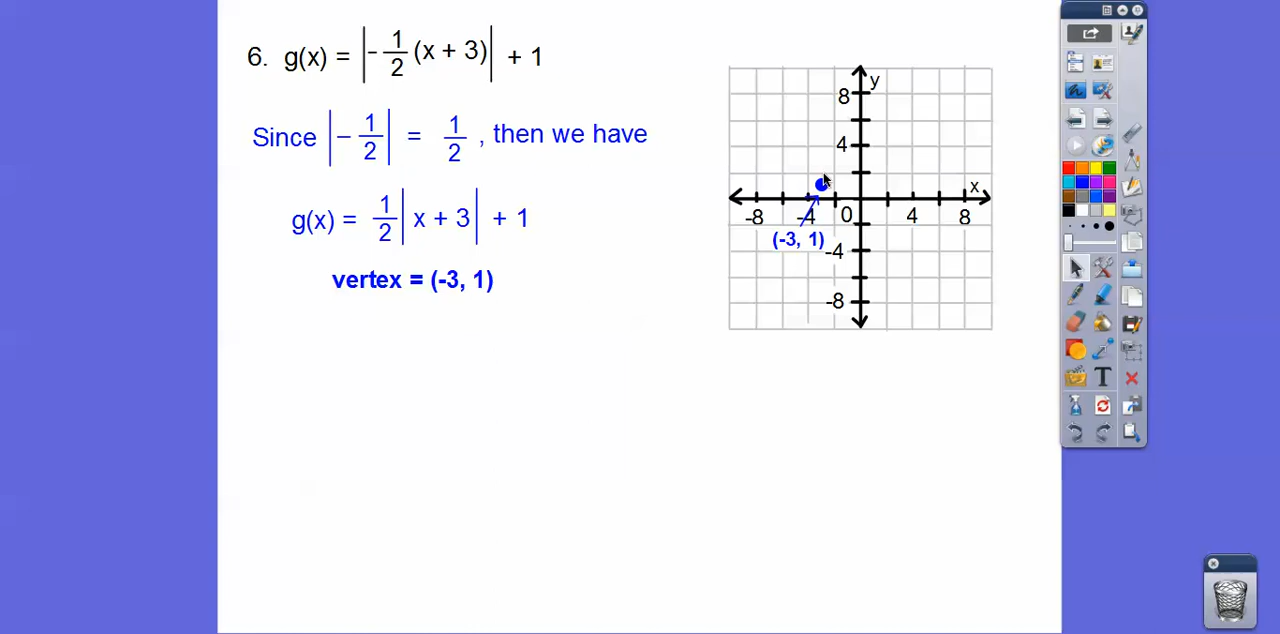 6. g(x) = |-1/2(x + 3)| + 1
Since |-1/2| = 1/2, then we have
g(x) = 1/2|x + 3| + 1
vertex = (-3, 1)
y
8
4
x
-8 -4 0 4 8
(-3, 1)
-4
-8
T